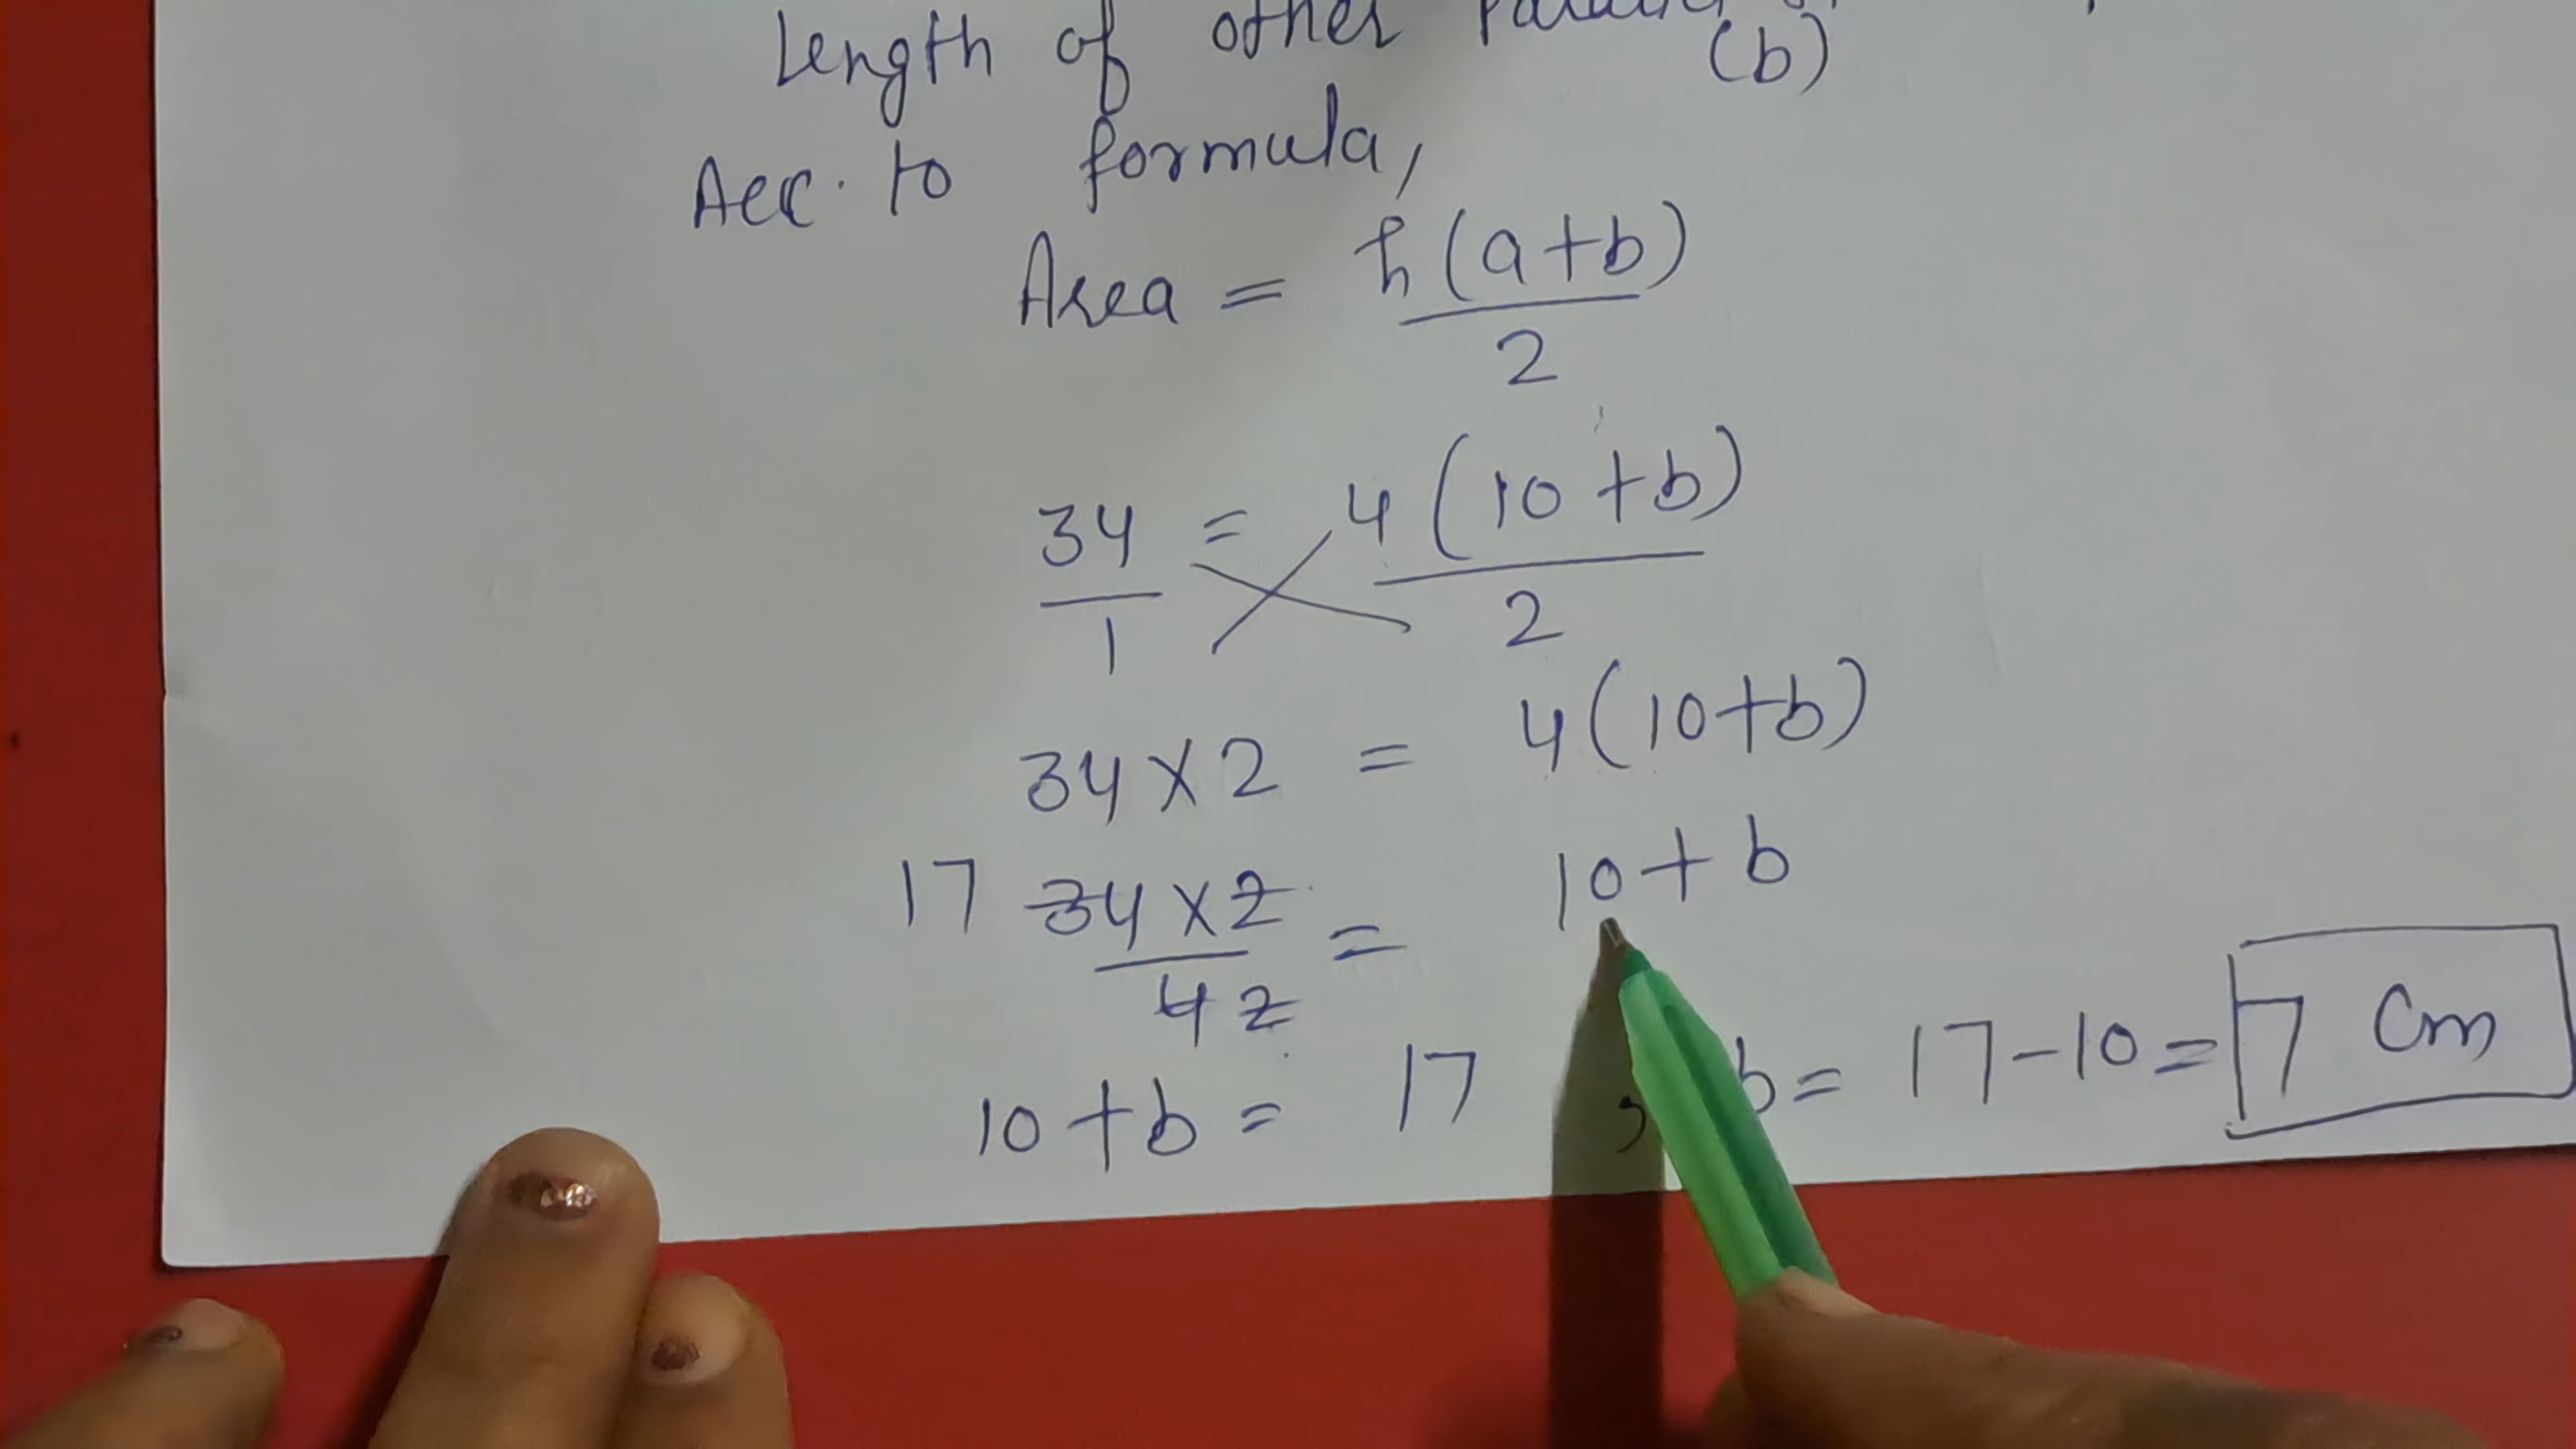 Length of other
(b)
Acc. to formula,
Area = h(a+b)
2
34 = 4(10+b)
1 2
34×2 = 4(10+b)
17 34×2 = 10+b
4 2
10+b = 17 , b = 17-10 = 7 cm